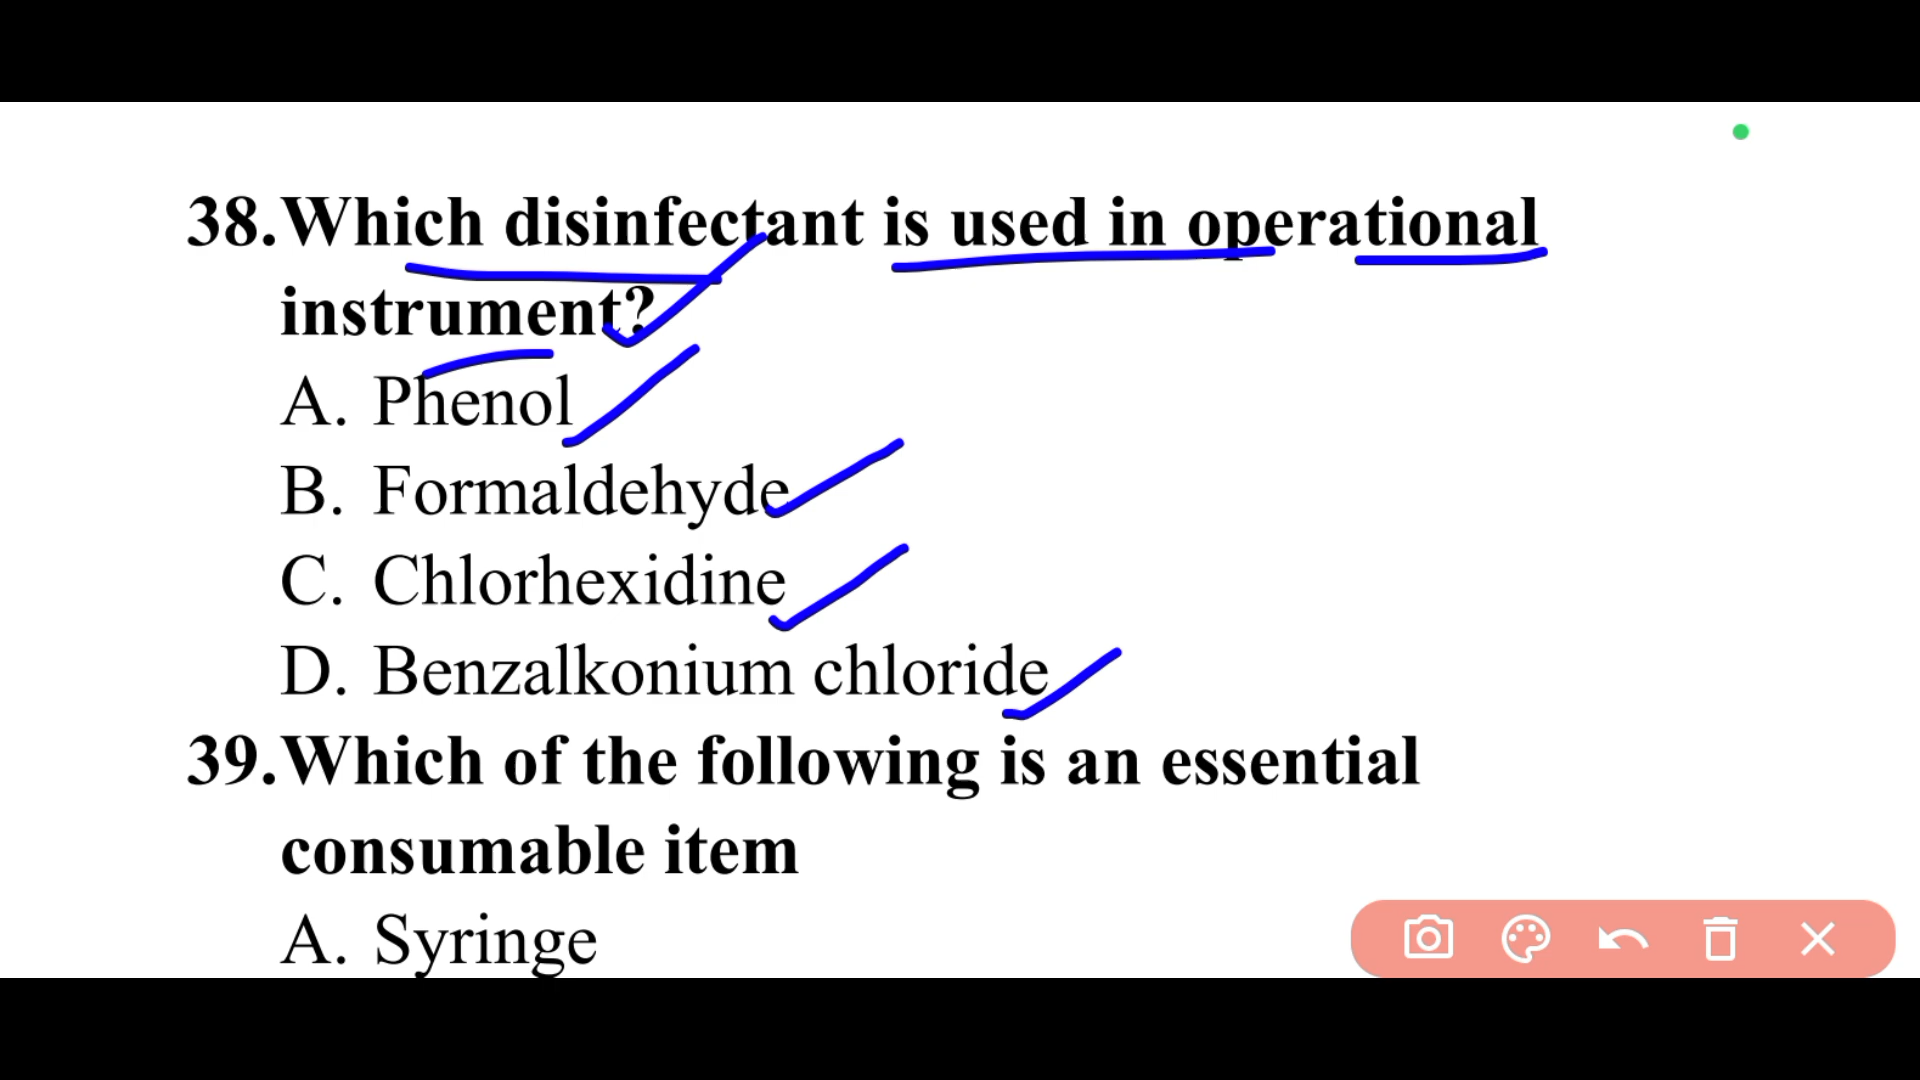 38.Which disinfectant is used in operational
instrument?
A. Phenol
B. Formaldehyde
C. Chlorhexidine
D. Benzalkonium chloride
39.Which of the following is an essential
consumable item
A. Syringe